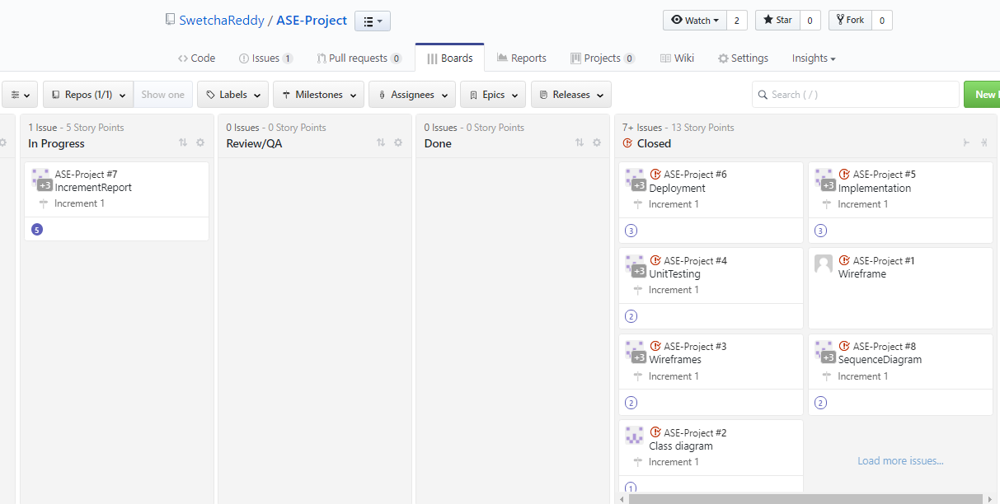 SwetchaReddy / ASE-Project
Watch 2 Star 0 Fork 0
Code Issues 1 Pull requests 0 Boards Reports Projects 0 Wiki Settings Insights
Repos (1/1) Show one Labels Milestones Assignees Epics Releases Search ( / ) New
1 Issue - 5 Story Points
In Progress
ASE-Project #7
+3 IncrementReport
Increment 1
5
0 Issues - 0 Story Points
Review/QA
0 Issues - 0 Story Points
Done
7+ Issues - 13 Story Points
Closed
ASE-Project #6
+3 Deployment
Increment 1
3
ASE-Project #5
+3 Implementation
Increment 1
3
ASE-Project #4
+3 UnitTesting
Increment 1
2
ASE-Project #1
Wireframe
ASE-Project #3
+3 Wireframes
Increment 1
2
ASE-Project #8
+3 SequenceDiagram
Increment 1
2
ASE-Project #2
Class diagram
Increment 1
1
Load more issues...